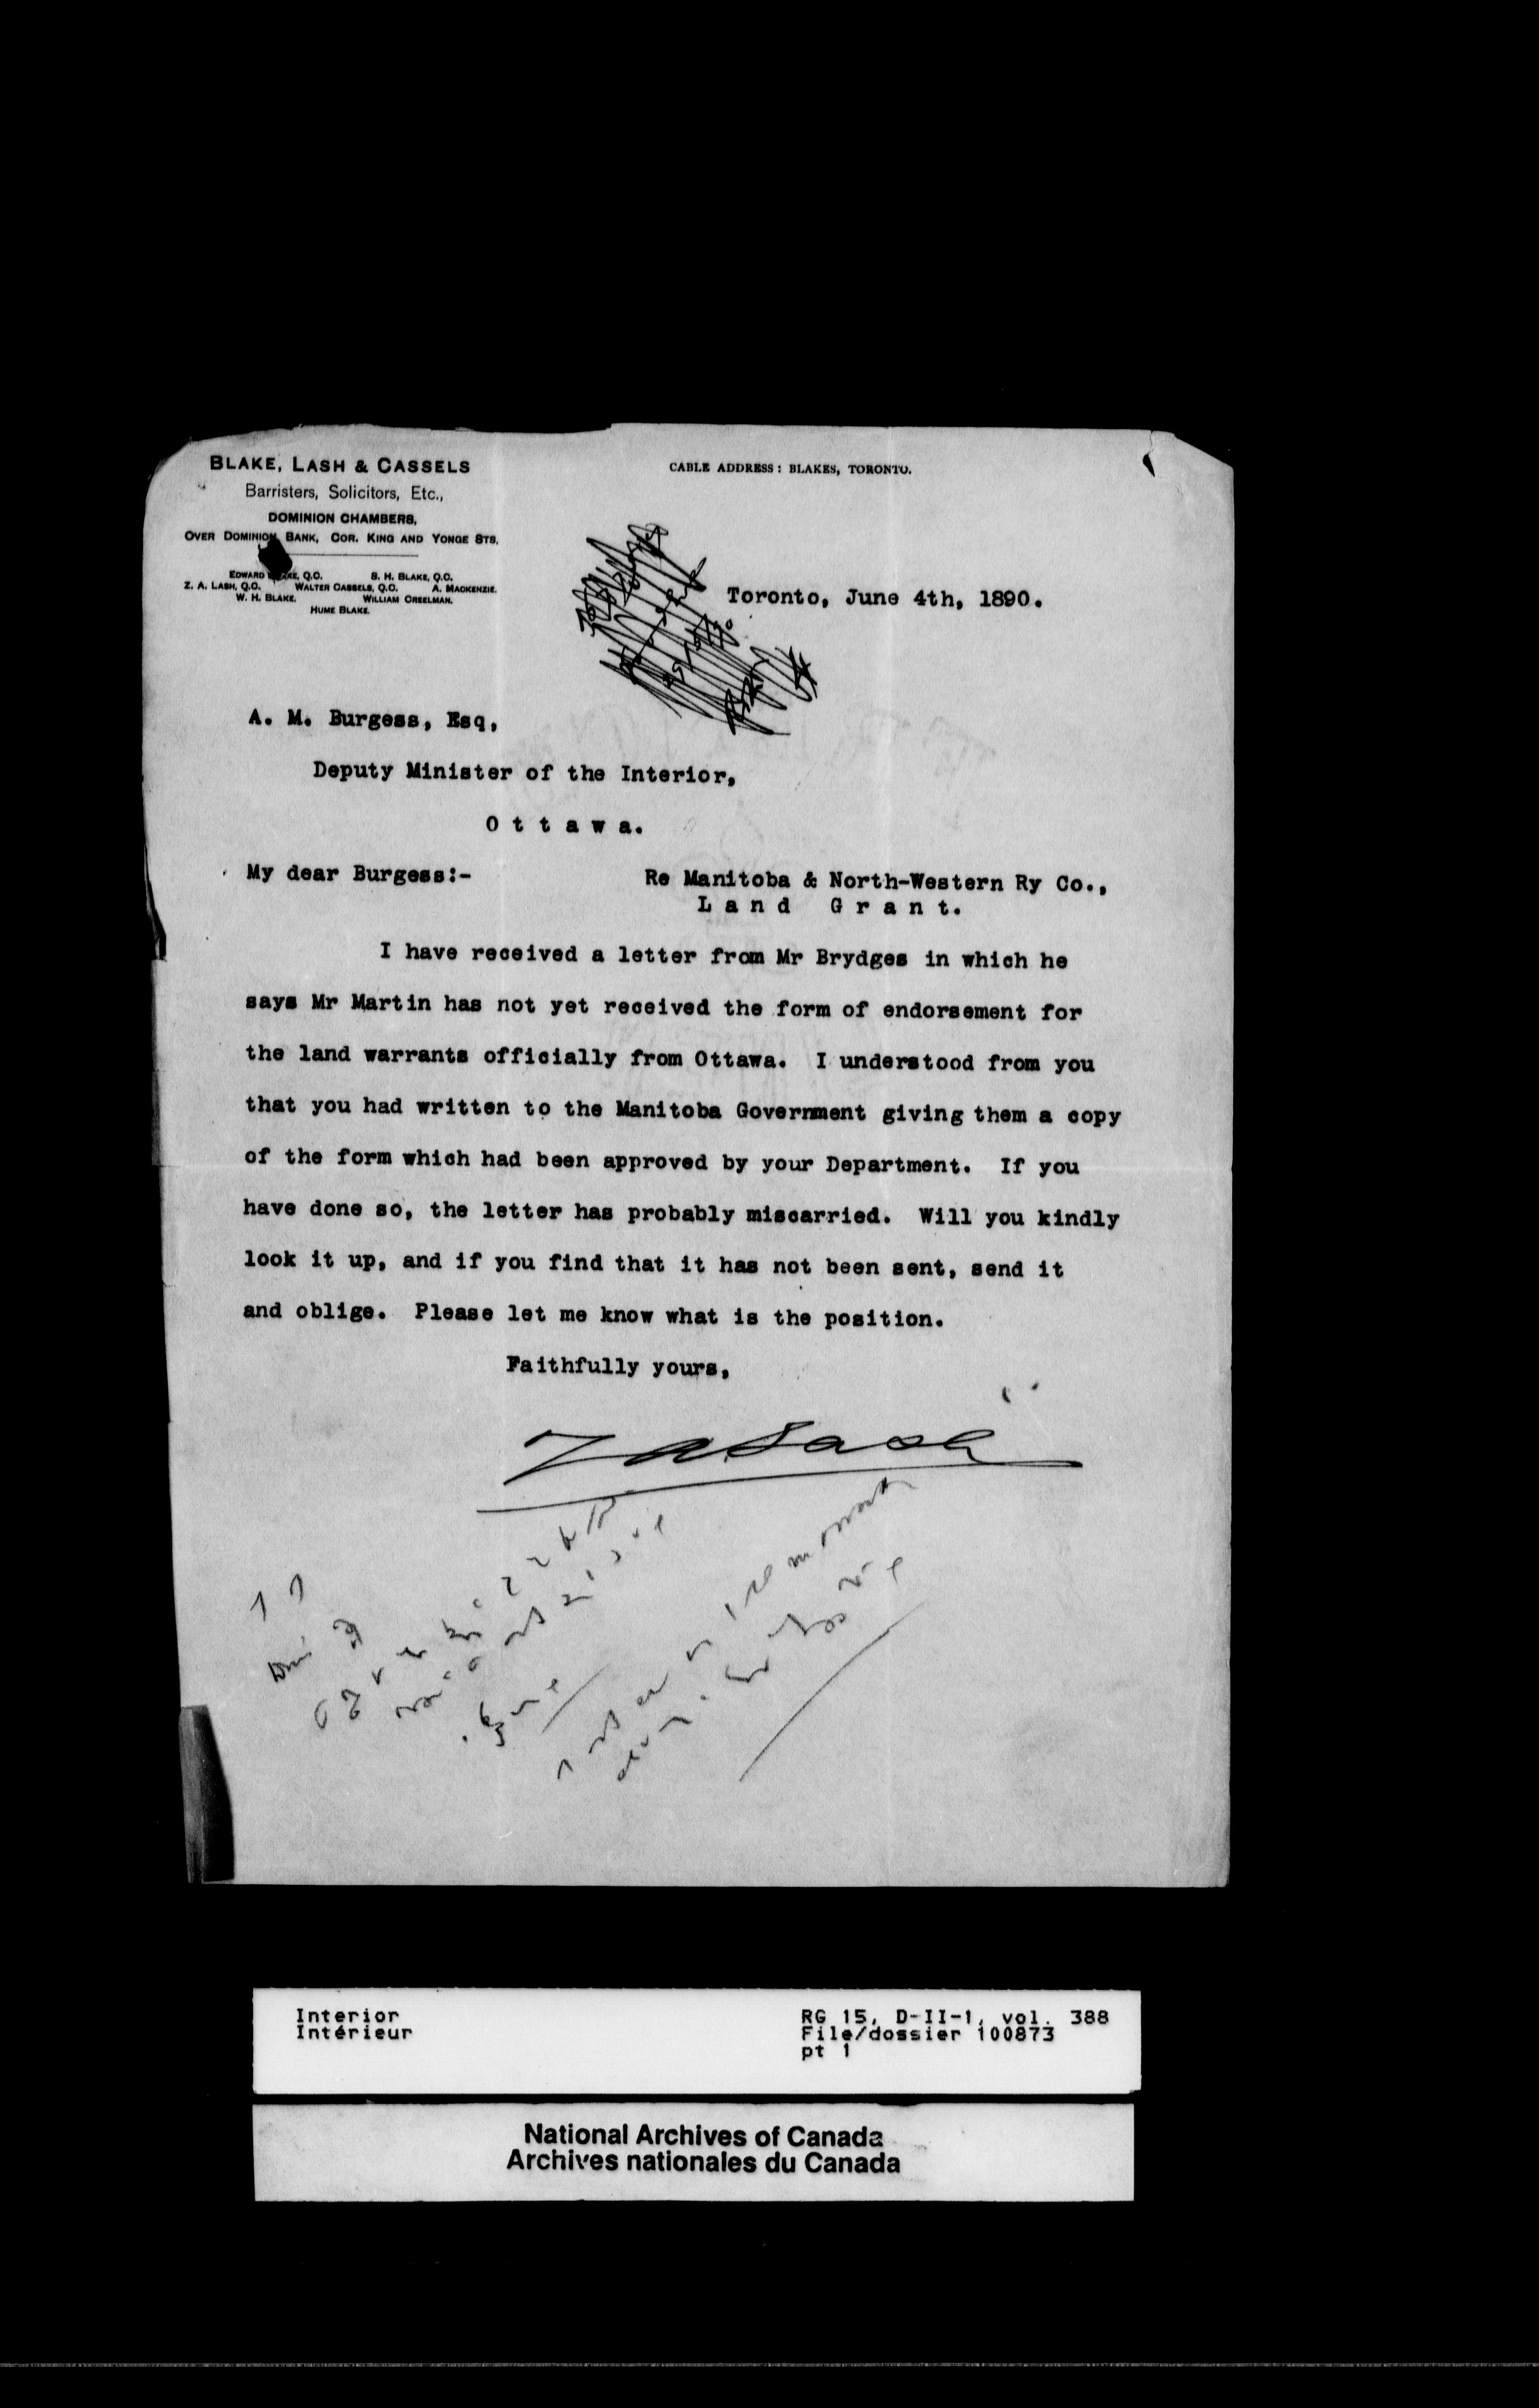 BLAKE, LASH & CASSELS
Barristers, Solicitors, Etc.,
DOMINION CHAMBERS,
OVER DOMINION BANK, COR. KING AND YONGE STS.
EDWARD BLAKE, Q.C. S. H. BLAKE, Q.C.
Z. A. LASH, Q.C. WALTER CASSELS, Q.C. A. MACKENZIE.
W. H. BLAKE. WILLIAM CREELMAN.
HUME BLAKE.
CABLE ADDRESS: BLAKES, TORONTO.
Toronto, June 4th, 1890.
A. M. Burgess, Esq,
Deputy Minister of the Interior,
O t t a w a.
My dear Burgess:-
Re Manitoba & North-Western Ry Co.,
L a n d G r a n t.
I have received a letter from Mr Brydges in which he
says Mr Martin has not yet received the form of endorsement for
the land warrants officially from Ottawa. I understood from you
that you had written to the Manitoba Government giving them a copy
of the form which had been approved by your Department. If you
have done so, the letter has probably miscarried. Will you kindly
look it up, and if you find that it has not been sent, send it
and oblige. Please let me know what is the position.
Faithfully yours,
Z A Lash
Interior
Intérieur
RG 15, D-II-1, vol. 388
File/dossier 100873
pt 1
National Archives of Canada
Archives nationales du Canada